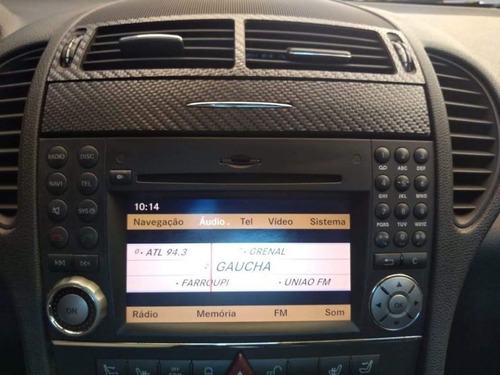 RADIO DISC
NAVI TEL
SYS
ON
10:14
Navegação Áudio Tel Vídeo Sistema
ATL 94.3 GRENAL
GAUCHA
FARROUPI UNIAO FM
Rádio Memória FM Som
ABC DEF
GHI JKL MNO
PQRS TUV WXYZ
C
OK
OFF